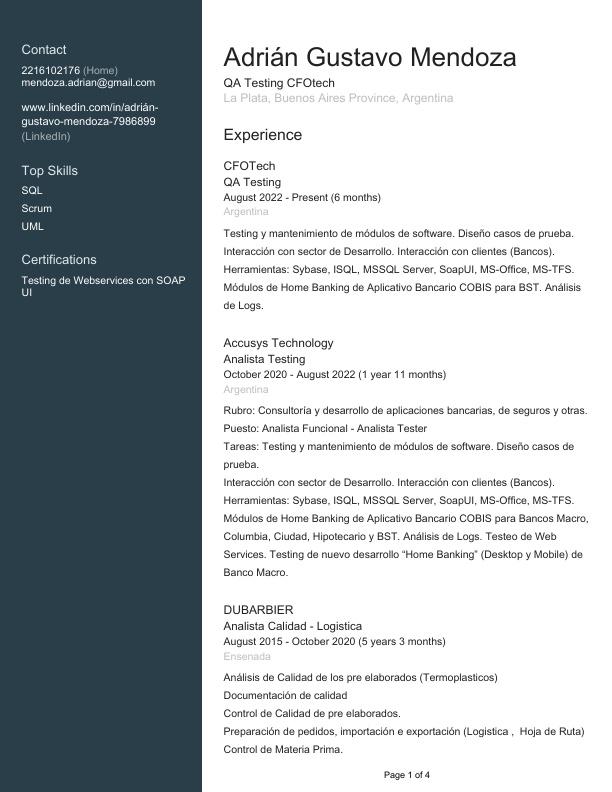 Contact
2216102176 (Home)
mendoza.adrian@gmail.com
www.linkedin.com/in/adrián-
gustavo-mendoza-7986899
(LinkedIn)
Top Skills
SQL
Scrum
UML
Certifications
Testing de Webservices con SOAP
UI
Adrián Gustavo Mendoza
QA Testing CFOtech
La Plata, Buenos Aires Province, Argentina
Experience
CFOTech
QA Testing
August 2022 - Present (6 months)
Argentina
Testing y mantenimiento de módulos de software. Diseño casos de prueba.
Interacción con sector de Desarrollo. Interacción con clientes (Bancos).
Herramientas: Sybase, ISQL, MSSQL Server, SoapUI, MS-Office, MS-TFS.
Módulos de Home Banking de Aplicativo Bancario COBIS para BST. Análisis
de Logs.
Accusys Technology
Analista Testing
October 2020 - August 2022 (1 year 11 months)
Argentina
Rubro: Consultoría y desarrollo de aplicaciones bancarias, de seguros y otras.
Puesto: Analista Funcional - Analista Tester
Tareas: Testing y mantenimiento de módulos de software. Diseño casos de
prueba.
Interacción con sector de Desarrollo. Interacción con clientes (Bancos).
Herramientas: Sybase, ISQL, MSSQL Server, SoapUI, MS-Office, MS-TFS.
Módulos de Home Banking de Aplicativo Bancario COBIS para Bancos Macro,
Columbia, Ciudad, Hipotecario y BST. Análisis de Logs. Testeo de Web
Services. Testing de nuevo desarrollo “Home Banking” (Desktop y Mobile) de
Banco Macro.
DUBARBIER
Analista Calidad - Logistica
August 2015 - October 2020 (5 years 3 months)
Ensenada
Análisis de Calidad de los pre elaborados (Termoplasticos)
Documentación de calidad
Control de Calidad de pre elaborados.
Preparación de pedidos, importación e exportación (Logistica ,  Hoja de Ruta)
Control de Materia Prima.
Page 1 of 4